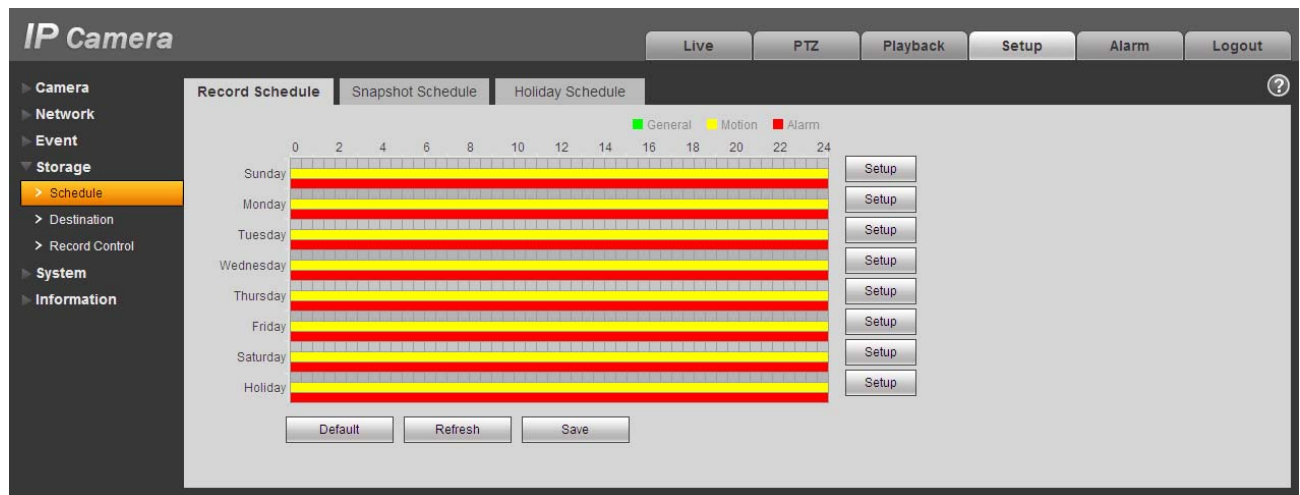 IP Camera
Live PTZ Playback Setup Alarm Logout
Camera
Network
Event
Storage
> Schedule
> Destination
> Record Control
System
Information
Record Schedule Snapshot Schedule Holiday Schedule ?
General Motion Alarm
0 2 4 6 8 10 12 14 16 18 20 22 24
Sunday Setup
Monday Setup
Tuesday Setup
Wednesday Setup
Thursday Setup
Friday Setup
Saturday Setup
Holiday Setup
Default Refresh Save